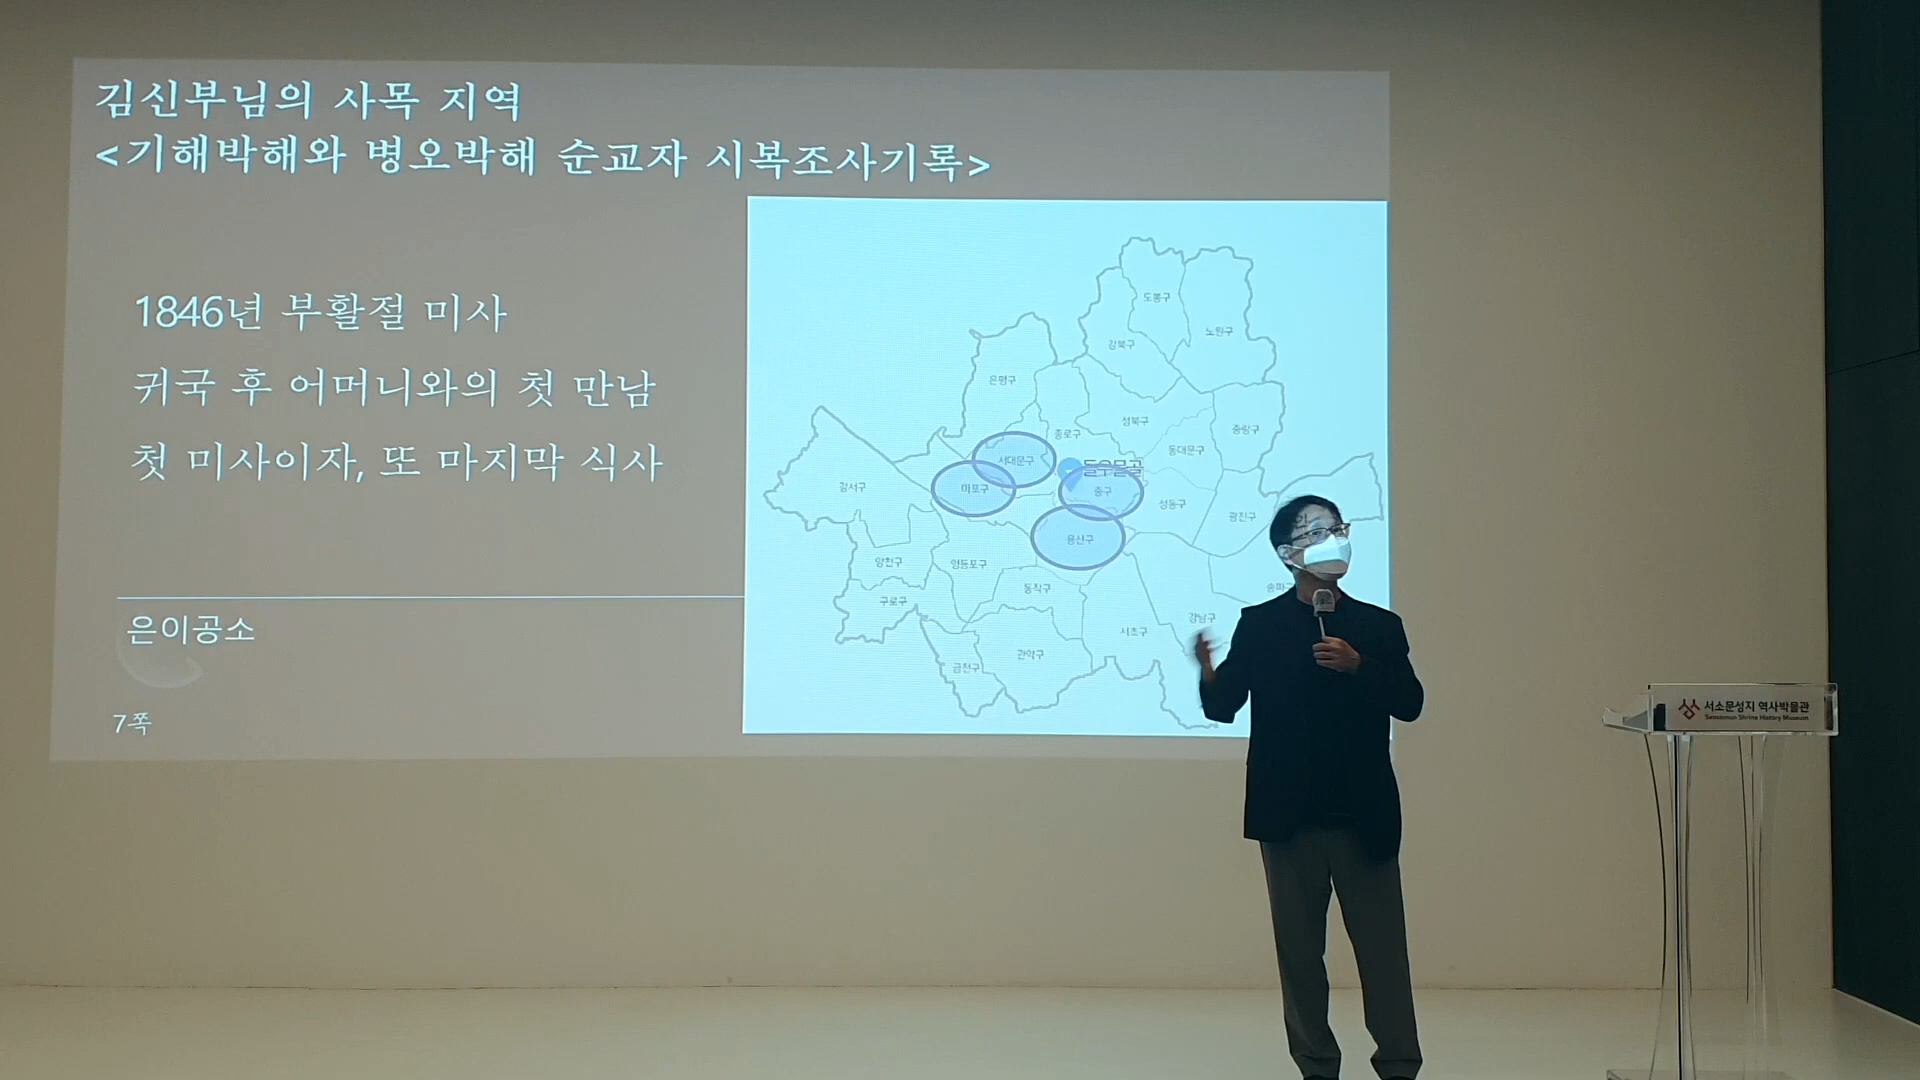 김신부님의 사목 지역
<기해박해와 병오박해 순교자 시복조사기록>
1846년 부활절 미사
귀국 후 어머니와의 첫 만남
첫 미사이자, 또 마지막 식사
은이공소
7쪽
도봉구
노원구
강북구
은평구
성북구
중랑구
종로구
동대문구
서대문구
돌우물골
강서구
마포구
중구
성동구
광진구
용산구
양천구
영등포구
동작구
송파구
구로구
강남구
서초구
관악구
금천구
서소문성지 역사박물관
Seosomun Shrine History Museum